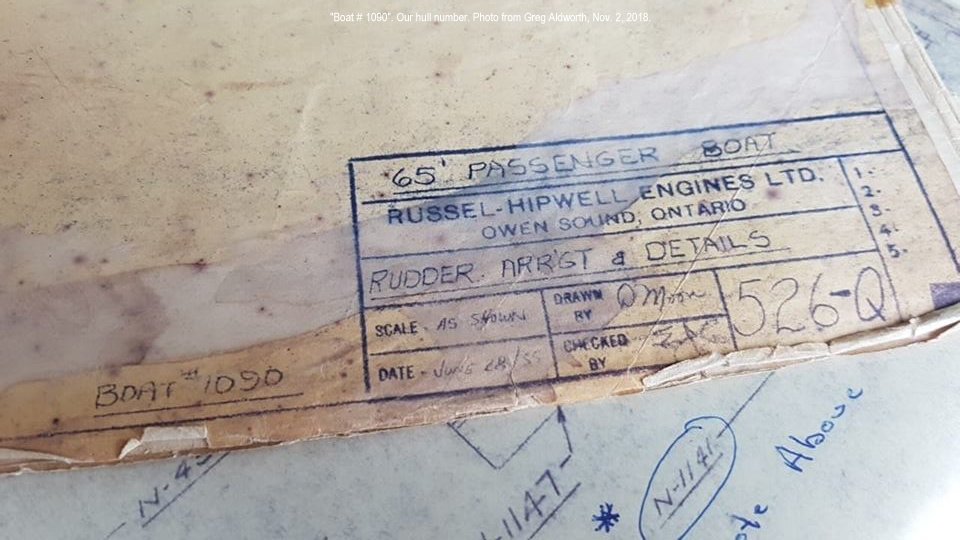 "Boat # 1090". Our hull number. Photo from Greg Aldworth, Nov. 2, 2018.
65' PASSENGER BOAT
RUSSEL-HIPWELL ENGINES LTD.
OWEN SOUND, ONTARIO
1.
2.
3.
4.
5.
RUDDER. ARR'GT & DETAILS
SCALE - AS SHOWN
DRAWN BY D Moon
526-Q
DATE - JUNE 28/55
CHECKED BY
BOAT # 1090
N-1141
Above